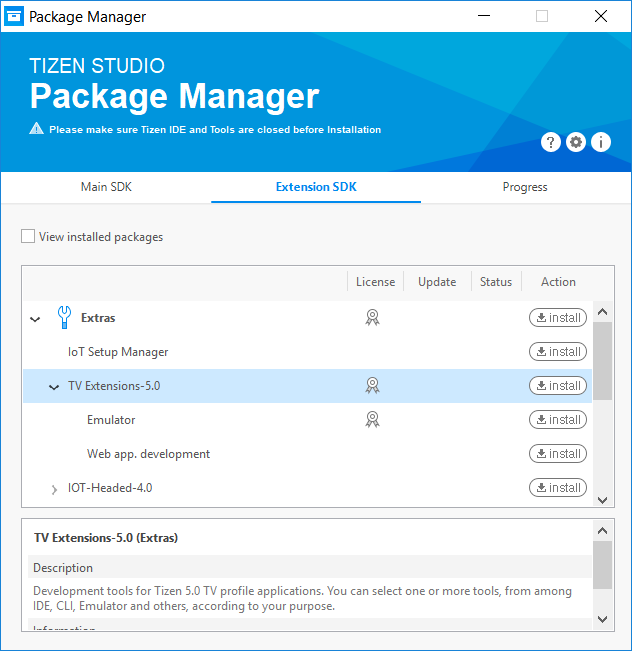 Package Manager
TIZEN STUDIO
Package Manager
Please make sure Tizen IDE and Tools are closed before Installation
? i
Main SDK Extension SDK Progress
View installed packages
License Update Status Action
Extras install
IoT Setup Manager install
TV Extensions-5.0 install
Emulator install
Web app. development install
IOT-Headed-4.0 install
TV Extensions-5.0 (Extras)
Description
Development tools for Tizen 5.0 TV profile applications. You can select one or more tools, from among
IDE, CLI, Emulator and others, according to your purpose.
Information